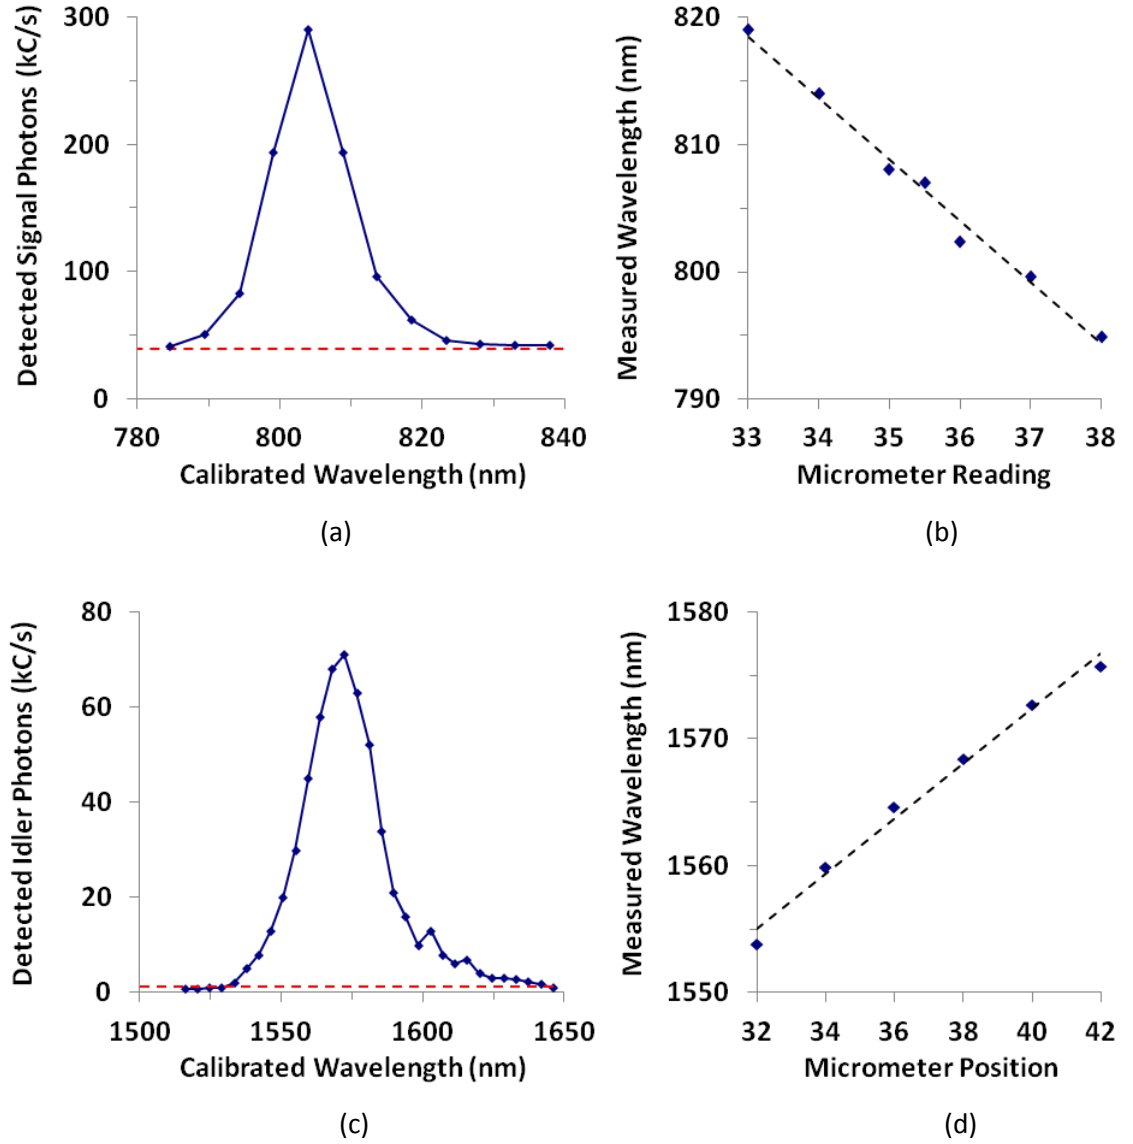 Detected Signal Photons (kC/s)
300
200
100
0
780 800 820 840
Calibrated Wavelength (nm)
(a)
Measured Wavelength (nm)
820
810
800
790
33 34 35 36 37 38
Micrometer Reading
(b)
Detected Idler Photons (kC/s)
80
60
40
20
0
1500 1550 1600 1650
Calibrated Wavelength (nm)
(c)
Measured Wavelength (nm)
1580
1570
1560
1550
32 34 36 38 40 42
Micrometer Position
(d)